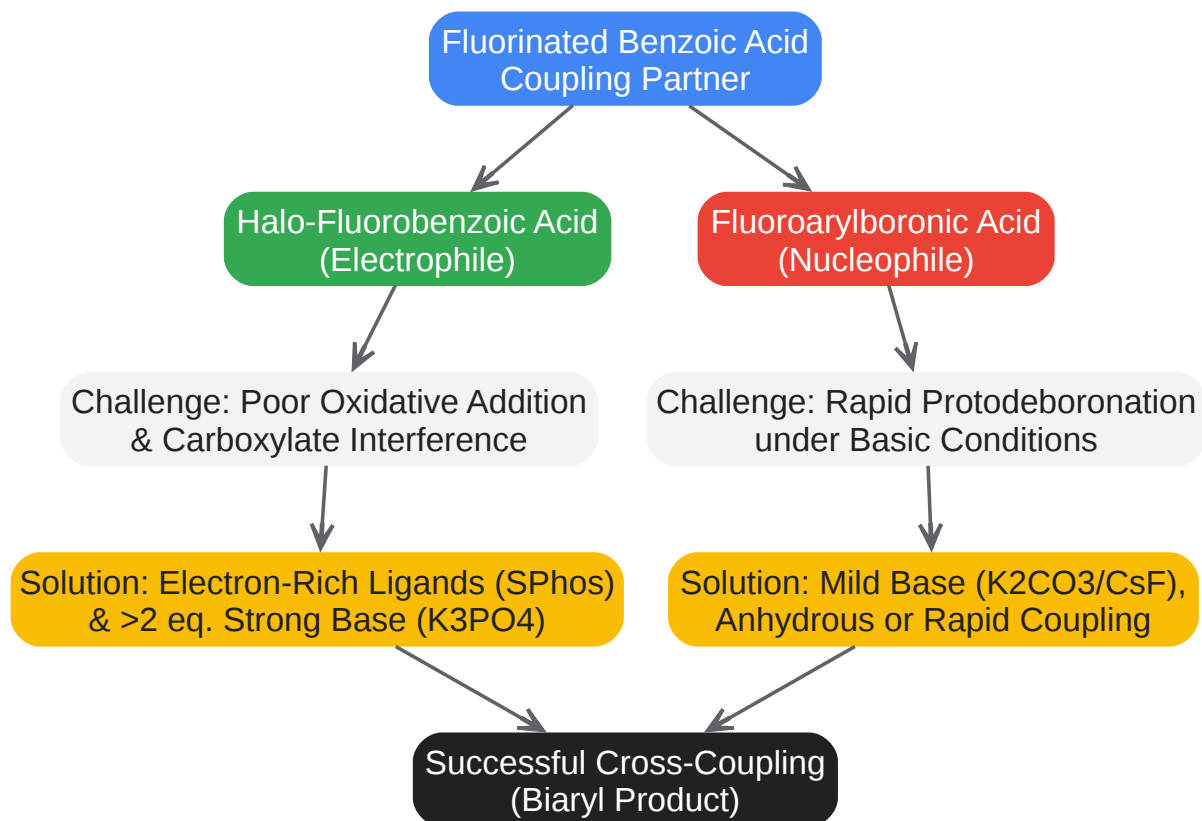 Fluorinated Benzoic Acid
Coupling Partner
Halo-Fluorobenzoic Acid
(Electrophile)
Fluoroarylboronic Acid
(Nucleophile)
Challenge: Poor Oxidative Addition
& Carboxylate Interference
Challenge: Rapid Protodeboronation
under Basic Conditions
Solution: Electron-Rich Ligands (SPhos)
& >2 eq. Strong Base (K3PO4)
Solution: Mild Base (K2CO3/CsF),
Anhydrous or Rapid Coupling
Successful Cross-Coupling
(Biaryl Product)